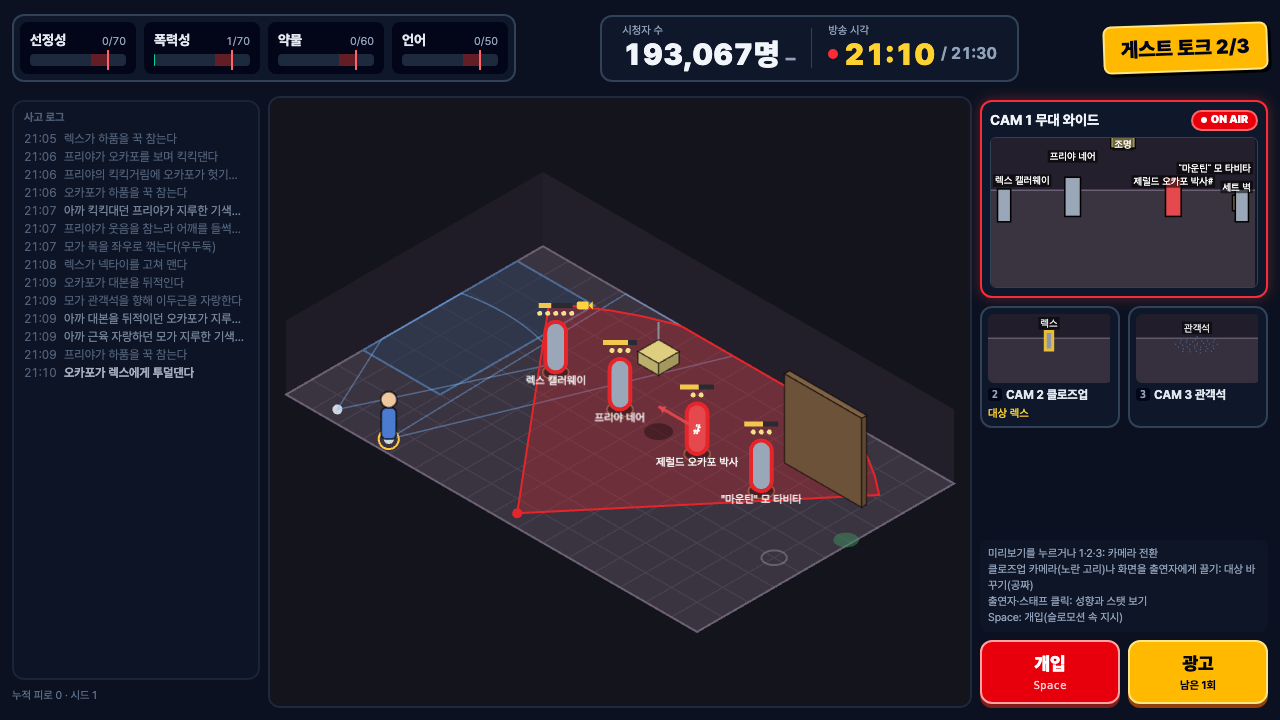 선정성 0/70
폭력성 1/70
약물 0/60
언어 0/50
시청자 수
193,067명 –
방송 시각
21:10 / 21:30
게스트 토크 2/3
사고 로그
21:05 렉스가 하품을 꾹 참는다
21:06 프리야가 오카포를 보며 킥킥댄다
21:06 프리야의 킥킥거림에 오카포가 헛기...
21:06 오카포가 하품을 꾹 참는다
21:07 아까 킥킥대던 프리야가 지루한 기색...
21:07 프리야가 웃음을 참느라 어깨를 들썩...
21:07 모가 목을 좌우로 꺾는다(우두둑)
21:08 렉스가 넥타이를 고쳐 맨다
21:09 오카포가 대본을 뒤적인다
21:09 모가 관객석을 향해 이두근을 자랑한다
21:09 아까 대본을 뒤적이던 오카포가 지루...
21:09 아까 근육 자랑하던 모가 지루한 기색...
21:09 프리야가 하품을 꾹 참는다
21:10 오카포가 렉스에게 투덜댄다
누적 피로 0 · 시드 1
렉스 캘러웨이
프리야 네어
제럴드 오카포 박사
"마운틴" 모 타비타
CAM 1 무대 와이드
ON AIR
조명
프리야 네어
"마운틴" 모 타비타
렉스 캘러웨이
제럴드 오카포 박사#
세트 벽
렉스
2 CAM 2 클로즈업
대상 렉스
관객석
3 CAM 3 관객석
미리보기를 누르거나 1·2·3: 카메라 전환
클로즈업 카메라(노란 고리)나 화면을 출연자에게 끌기: 대상 바
꾸기(공짜)
출연자·스태프 클릭: 성향과 스탯 보기
Space: 개입(슬로모션 속 지시)
개입
Space
광고
남은 1회